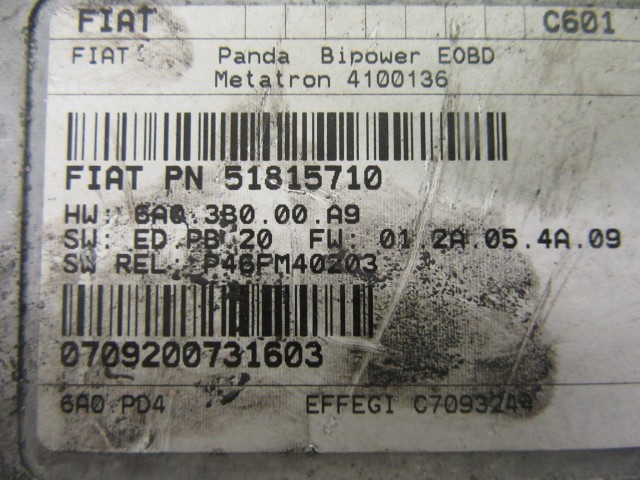 FIAT C601
FIAT Panda Bipower EOBD
Metatron 4100136
FIAT PN 51815710
HW: 6A0 3B0.00.A9
SW: ED PB 20 FW: 01 2A.05.4A.09
SW REL: P46FM40203
0709200731603
6A0 PD4 EFFEGI